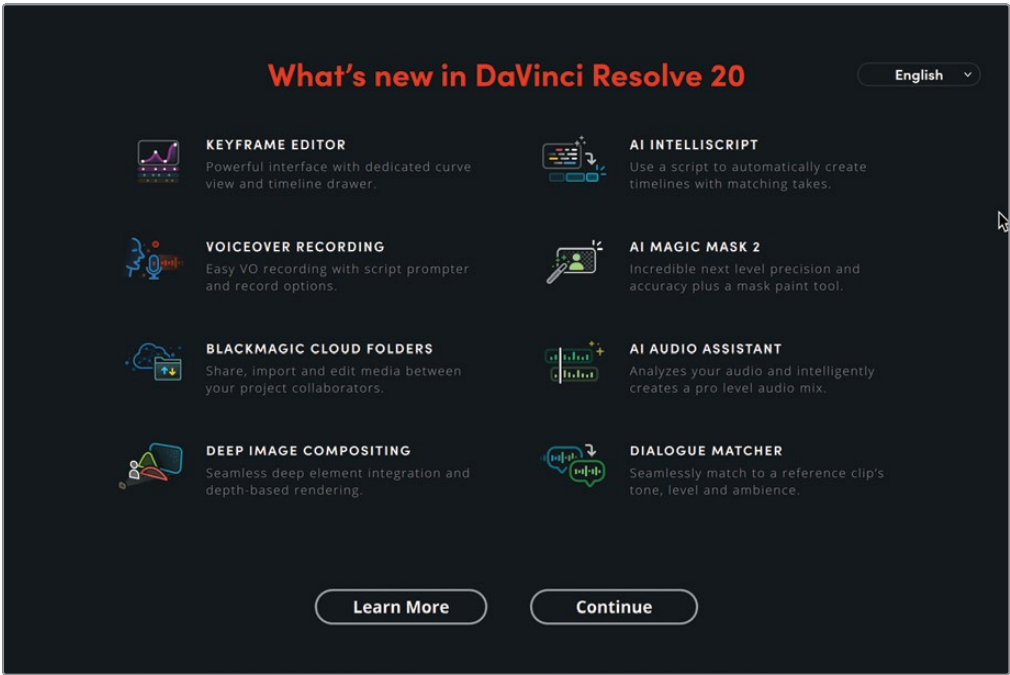 What's new in DaVinci Resolve 20
English
KEYFRAME EDITOR
Powerful interface with dedicated curve
view and timeline drawer.
AI INTELLISCRIPT
Use a script to automatically create
timelines with matching takes.
VOICEOVER RECORDING
Easy VO recording with script prompter
and record options.
AI MAGIC MASK 2
Incredible next level precision and
accuracy plus a mask paint tool.
BLACKMAGIC CLOUD FOLDERS
Share, import and edit media between
your project collaborators.
AI AUDIO ASSISTANT
Analyzes your audio and intelligently
creates a pro level audio mix.
DEEP IMAGE COMPOSITING
Seamless deep element integration and
depth-based rendering.
DIALOGUE MATCHER
Seamlessly match to a reference clip's
tone, level and ambience.
Learn More
Continue